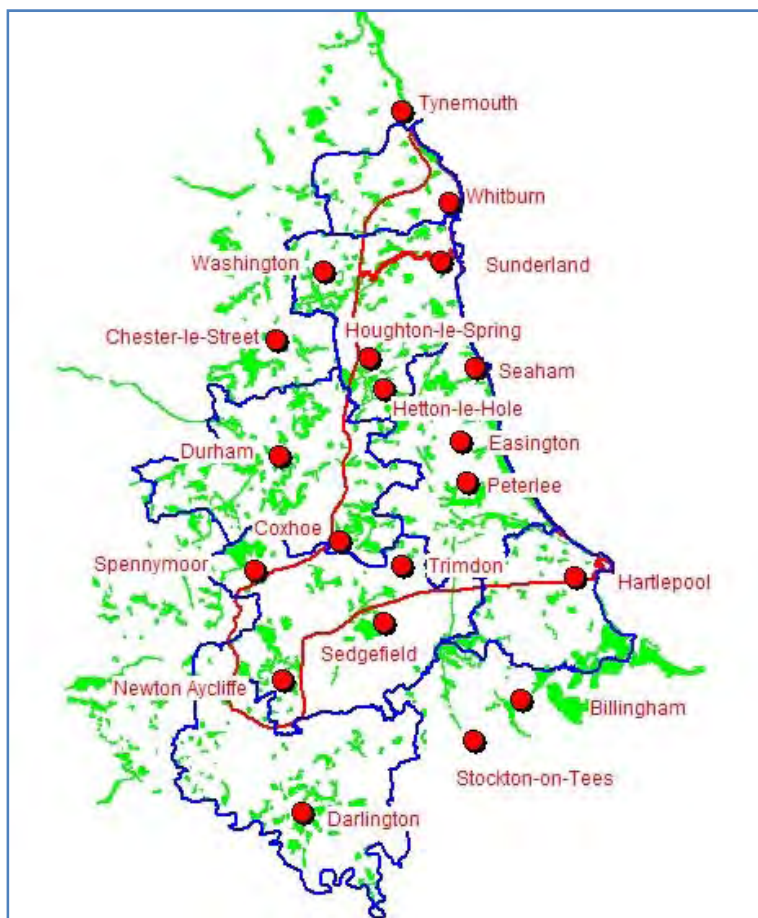 Tynemouth
Whitburn
Washington
Sunderland
Chester-le-Street
Houghton-le-Spring
Seaham
Hetton-le-Hole
Easington
Durham
Peterlee
Coxhoe
Spennymoor
Trimdon
Hartlepool
Sedgefield
Newton Aycliffe
Billingham
Stockton-on-Tees
Darlington